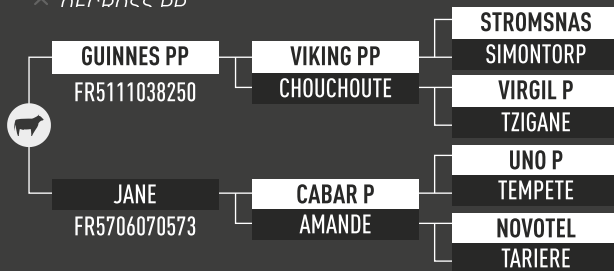 GUINNES PP
FR5111038250
VIKING PP
CHOUCHOUTE
STROMSNAS
SIMONTORP
VIRGIL P
TZIGANE
JANE
FR5706070573
CABAR P
AMANDE
UNO P
TEMPETE
NOVOTEL
TARIERE